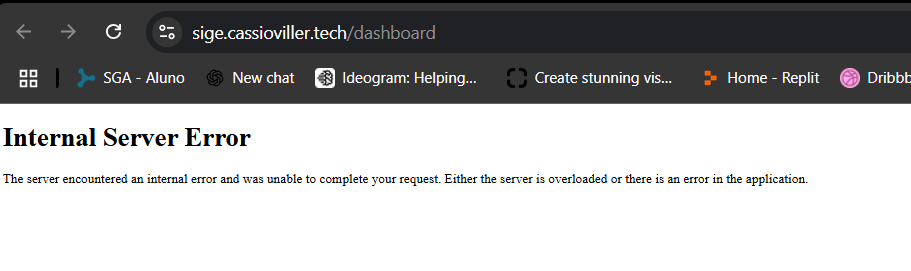 sige.cassioviller.tech/dashboard
SGA - Aluno New chat Ideogram: Helping... Create stunning vis... Home - Replit Dribbb
Internal Server Error
The server encountered an internal error and was unable to complete your request. Either the server is overloaded or there is an error in the application.